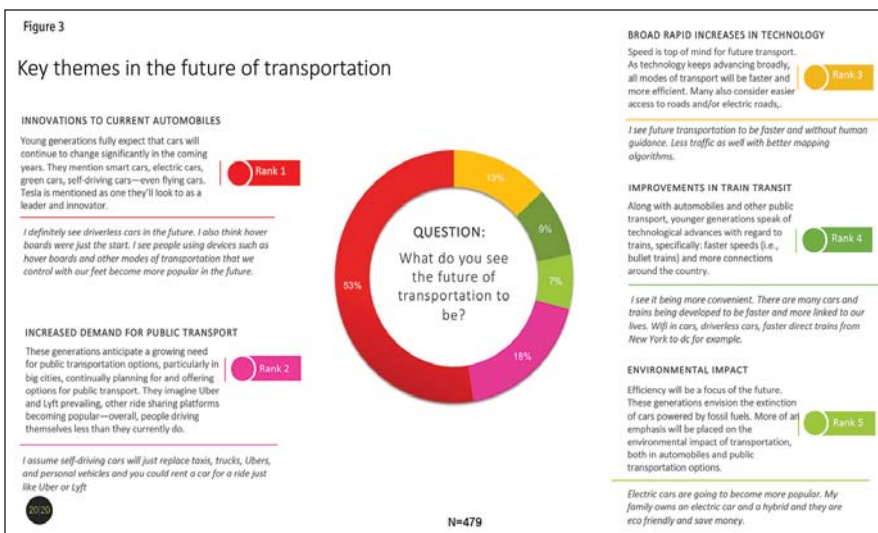 Figure 3
Key themes in the future of transportation
INNOVATIONS TO CURRENT AUTOMOBILES
Young generations fully expect that cars will
continue to change significantly in the coming
years. They mention smart cars, electric cars,
green cars, self-driving cars—even flying cars.
Tesla is mentioned as one they'll look to as a
leader and innovator.
Rank 1
I definitely see driverless cars in the future. I also think hover
boards were just the start. I see people using devices such as
hover boards and other modes of transportation that we
control with our feet become more popular in the future.
INCREASED DEMAND FOR PUBLIC TRANSPORT
These generations anticipate a growing need
for public transportation options, particularly in
big cities, continually planning for and offering
options for public transport. They imagine Uber
and Lyft prevailing, other ride sharing platforms
becoming popular—overall, people driving
themselves less than they currently do.
Rank 2
I assume self-driving cars will just replace taxis, trucks, Ubers,
and personal vehicles and you could rent a car for a ride just
like Uber or Lyft
20|20
QUESTION:
What do you see
the future of
transportation to
be?
13%
9%
7%
18%
53%
N=479
BROAD RAPID INCREASES IN TECHNOLOGY
Speed is top of mind for future transport.
As technology keeps advancing broadly,
all modes of transport will be faster and
more efficient. Many also consider easier
access to roads and/or electric roads,.
Rank 3
I see future transportation to be faster and without human
guidance. Less traffic as well with better mapping
algorithms.
IMPROVEMENTS IN TRAIN TRANSIT
Along with automobiles and other public
transport, younger generations speak of
technological advances with regard to
trains, specifically: faster speeds (i.e.,
bullet trains) and more connections
around the country.
Rank 4
I see it being more convenient. There are many cars and
trains being developed to be faster and more linked to our
lives. Wifi in cars, driverless cars, faster direct trains from
New York to dc for example.
ENVIRONMENTAL IMPACT
Efficiency will be a focus of the future.
These generations envision the extinction
of cars powered by fossil fuels. More of an
emphasis will be placed on the
environmental impact of transportation,
both in automobiles and public
transportation options.
Rank 5
Electric cars are going to become more popular. My
family owns an electric car and a hybrid and they are
eco friendly and save money.